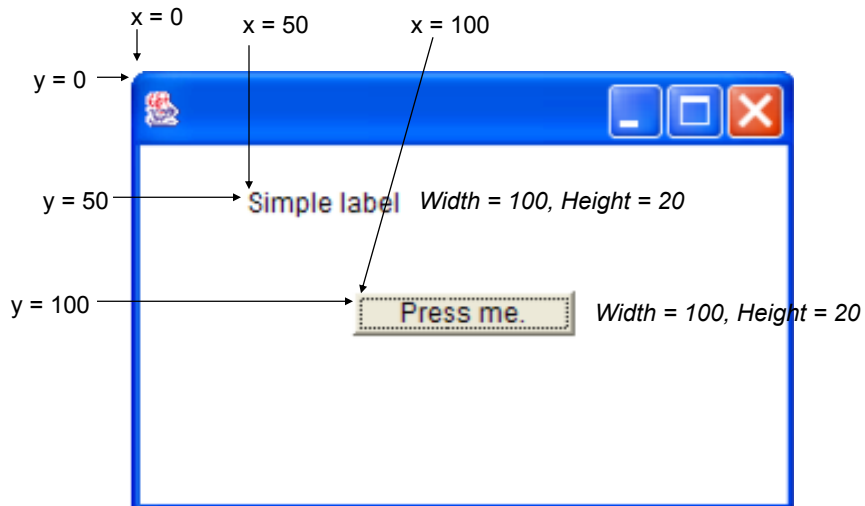 x = 0
x = 50
x = 100
y = 0
y = 50
Simple label
Width = 100, Height = 20
y = 100
Press me.
Width = 100, Height = 20